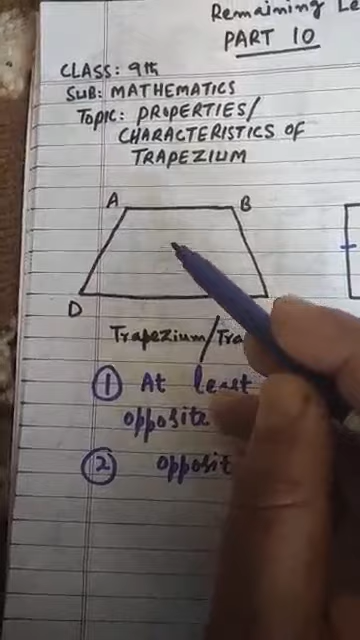 Remaining Le
PART 10
CLASS: 9th
SUB: MATHEMATICS
Topic: PROPERTIES/
CHARACTERISTICS OF
TRAPEZIUM
A B
D
Trapezium/Tra
① At least
opposite
② opposit